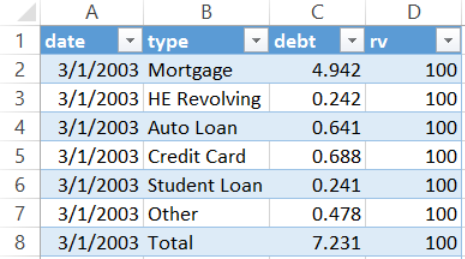 A B C D
1 date type debt rv
2 3/1/2003 Mortgage 4.942 100
3 3/1/2003 HE Revolving 0.242 100
4 3/1/2003 Auto Loan 0.641 100
5 3/1/2003 Credit Card 0.688 100
6 3/1/2003 Student Loan 0.241 100
7 3/1/2003 Other 0.478 100
8 3/1/2003 Total 7.231 100